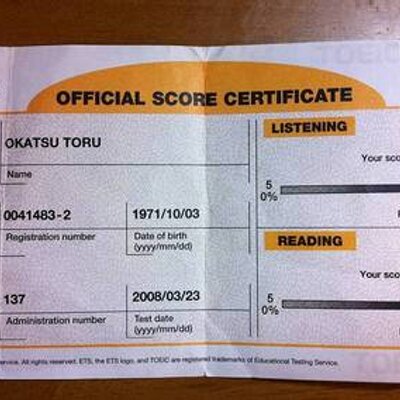 OFFICIAL SCORE CERTIFICATE
OKATSU TORU
Name
0041483-2
Registration number
1971/10/03
Date of birth
(yyyy/mm/dd)
137
Administration number
2008/03/23
Test date
(yyyy/mm/dd)
LISTENING
Your sco
5
0%
READING
Your sco
5
0%
ervice. All rights reserved. ETS, the ETS logo, and TOEIC are registered trademarks of Educational Testing Service.